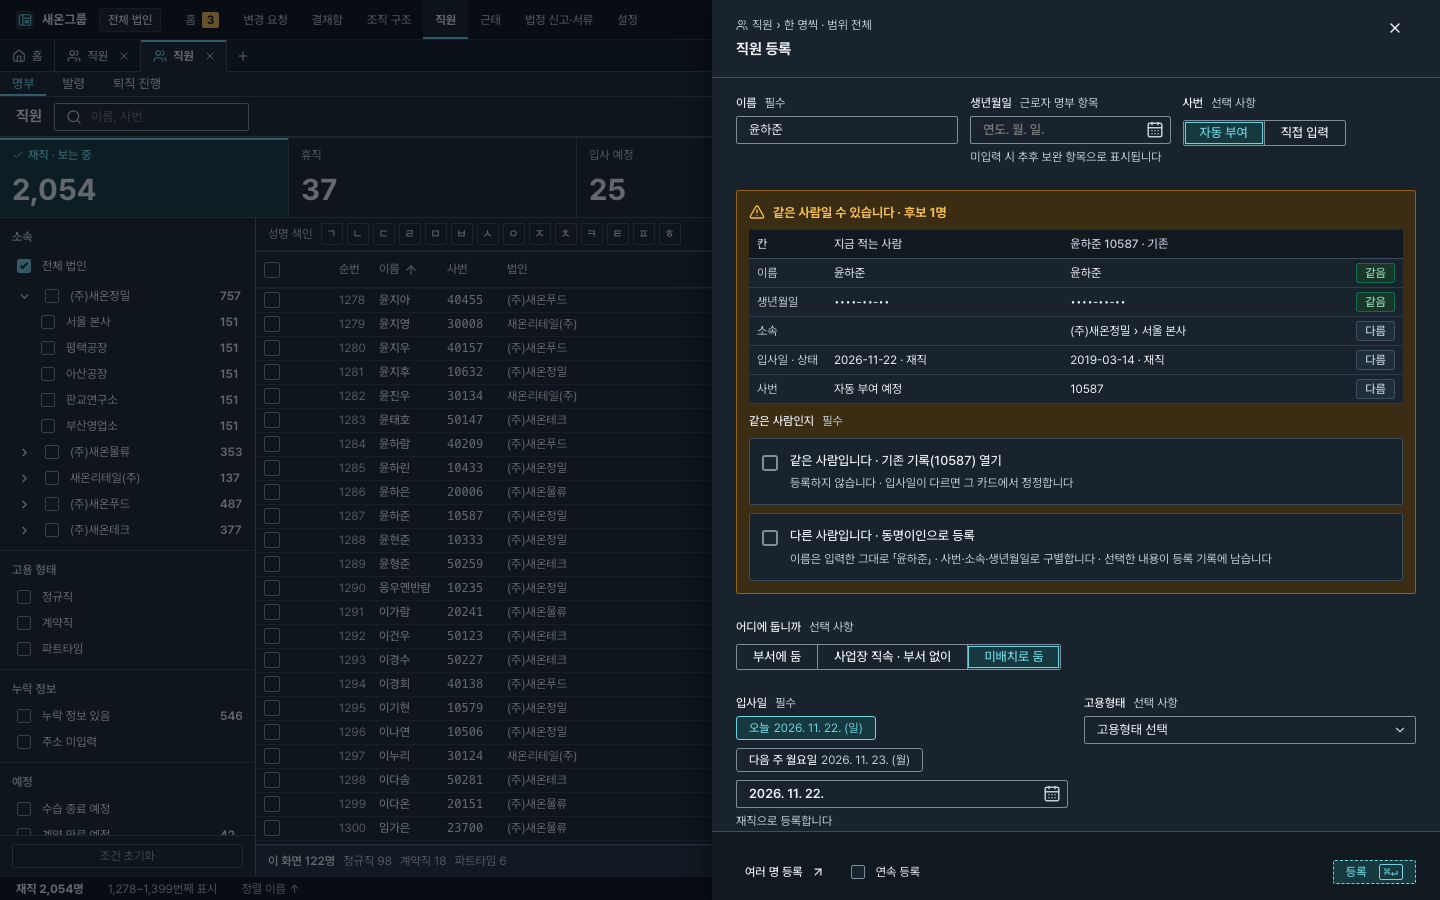 새온그룹 전체 법인 홈 3 변경 요청 결재함 조직 구조 직원 근태 법정 신고·서류 설정
홈 직원 직원
명부 발령 퇴직 진행
직원 이름, 사번
재직 · 보는 중 휴직 입사 예정
2,054 37 25
소속
전체 법인
(주)새온정밀 757
서울 본사 151
평택공장 151
아산공장 151
판교연구소 151
부산영업소 151
(주)새온물류 353
새온리테일(주) 137
(주)새온푸드 487
(주)새온테크 377
고용 형태
정규직
계약직
파트타임
누락 정보
누락 정보 있음 546
주소 미입력
예정
수습 종료 예정
계약 만료 예정 42
조건 초기화
성명 색인 ㄱ ㄴ ㄷ ㄹ ㅁ ㅂ ㅅ ㅇ ㅈ ㅊ ㅋ ㅌ ㅍ ㅎ
순번 이름 ↑ 사번 법인
1278 윤지아 40455 (주)새온푸드
1279 윤지영 30008 새온리테일(주)
1280 윤지우 40157 (주)새온푸드
1281 윤지후 10632 (주)새온정밀
1282 윤진우 30134 새온리테일(주)
1283 윤태호 50147 (주)새온테크
1284 윤하람 40209 (주)새온푸드
1285 윤하린 10433 (주)새온정밀
1286 윤하은 20006 (주)새온물류
1287 윤하준 10587 (주)새온정밀
1288 윤현준 10333 (주)새온정밀
1289 윤형준 50259 (주)새온테크
1290 응우옌반람 10235 (주)새온정밀
1291 이가람 20241 (주)새온물류
1292 이건우 50123 (주)새온테크
1293 이경수 50227 (주)새온테크
1294 이경희 40138 (주)새온푸드
1295 이기현 10579 (주)새온정밀
1296 이나연 10506 (주)새온정밀
1297 이누리 30124 새온리테일(주)
1298 이다솜 50281 (주)새온테크
1299 이다온 20151 (주)새온물류
1300 임가은 23700 (주)새온물류
이 화면 122명 정규직 98 계약직 18 파트타임 6
재직 2,054명 1,278–1,399번째 표시 정렬 이름 ↑
직원 › 한 명씩 · 범위 전체
직원 등록
이름 필수 생년월일 근로자 명부 항목 사번 선택 사항
윤하준 연도. 월. 일. 자동 부여 직접 입력
미입력 시 추후 보완 항목으로 표시됩니다
같은 사람일 수 있습니다 · 후보 1명
칸 지금 적는 사람 윤하준 10587 · 기존
이름 윤하준 윤하준 같음
생년월일 ••••-••-•• ••••-••-•• 같음
소속 (주)새온정밀 › 서울 본사 다름
입사일 · 상태 2026-11-22 · 재직 2019-03-14 · 재직 다름
사번 자동 부여 예정 10587 다름
같은 사람인지 필수
같은 사람입니다 · 기존 기록(10587) 열기
등록하지 않습니다 · 입사일이 다르면 그 카드에서 정정합니다
다른 사람입니다 · 동명이인으로 등록
이름은 입력한 그대로 「윤하준」 · 사번·소속·생년월일로 구별합니다 · 선택한 내용이 등록 기록에 남습니다
어디에 둡니까 선택 사항
부서에 둠 사업장 직속 · 부서 없이 미배치로 둠
입사일 필수 고용형태 선택 사항
오늘 2026. 11. 22. (일) 고용형태 선택
다음 주 월요일 2026. 11. 23. (월)
2026. 11. 22.
재직으로 등록합니다
여러 명 등록 연속 등록 등록 ⌘↵